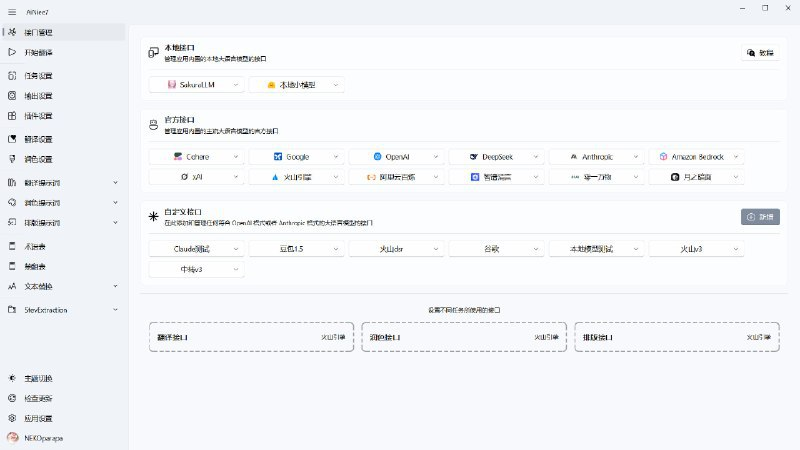 AiNiee7
接口管理
开始翻译
任务设置
输出设置
插件设置
翻译设置
润色设置
翻译提示词
润色提示词
排版提示词
术语表
禁翻表
文本替换
StevExtraction
主题切换
检查更新
应用设置
NEKOparapa
本地接口
管理应用内置的本地大语言模型的接口
教程
SakuraLLM
本地小模型
官方接口
管理应用内置的主流大语言模型的官方接口
Cohere
Google
OpenAI
DeepSeek
Anthropic
Amazon Bedrock
xAI
火山引擎
阿里云百炼
智谱清言
零一万物
月之暗面
自定义接口
在此添加和管理任何符合 OpenAI 格式或者 Anthropic 格式的大语言模型的接口
新增
Claude测试
豆包1.5
火山dsr
谷歌
本地模型测试
火山v3
中转v3
设置不同任务所使用的接口
翻译接口
火山引擎
润色接口
火山引擎
排版接口
火山引擎